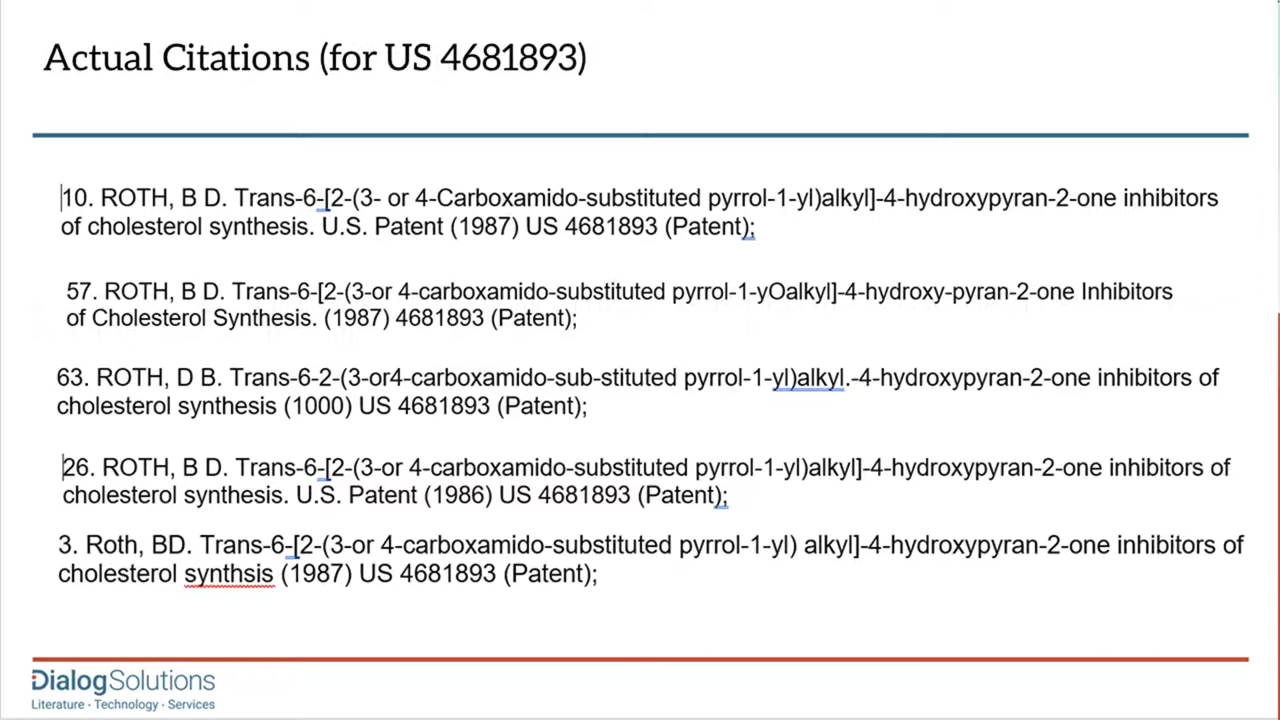 Actual Citations (for US 4681893)
10. ROTH, B D. Trans-6-[2-(3- or 4-Carboxamido-substituted pyrrol-1-yl)alkyl]-4-hydroxypyran-2-one inhibitors
of cholesterol synthesis. U.S. Patent (1987) US 4681893 (Patent);
57. ROTH, B D. Trans-6-[2-(3-or 4-carboxamido-substituted pyrrol-1-yOalkyl]-4-hydroxy-pyran-2-one Inhibitors
of Cholesterol Synthesis. (1987) 4681893 (Patent);
63. ROTH, D B. Trans-6-2-(3-or4-carboxamido-sub-stituted pyrrol-1-yl)alkyl.-4-hydroxypyran-2-one inhibitors of
cholesterol synthesis (1000) US 4681893 (Patent);
26. ROTH, B D. Trans-6-[2-(3-or 4-carboxamido-substituted pyrrol-1-yl)alkyl]-4-hydroxypyran-2-one inhibitors of
cholesterol synthesis. U.S. Patent (1986) US 4681893 (Patent);
3. Roth, BD. Trans-6-[2-(3-or 4-carboxamido-substituted pyrrol-1-yl) alkyl]-4-hydroxypyran-2-one inhibitors of
cholesterol synthsis (1987) US 4681893 (Patent);
DialogSolutions
Literature · Technology · Services